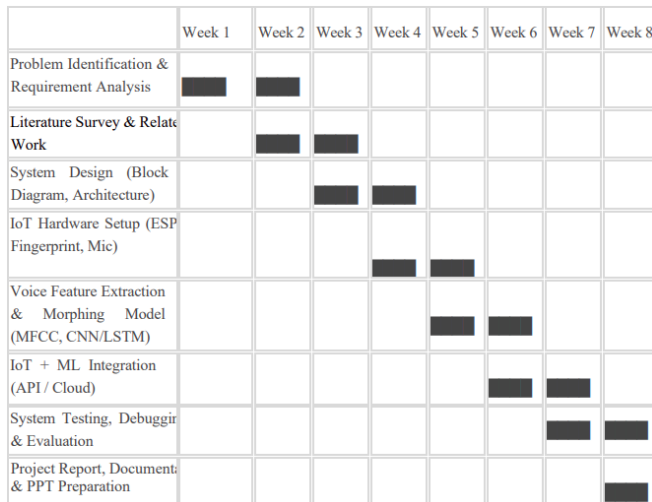 Week 1 Week 2 Week 3 Week 4 Week 5 Week 6 Week 7 Week 8
Problem Identification &
Requirement Analysis
Literature Survey & Relate
Work
System Design (Block
Diagram, Architecture)
IoT Hardware Setup (ESP
Fingerprint, Mic)
Voice Feature Extraction
& Morphing Model
(MFCC, CNN/LSTM)
IoT + ML Integration
(API / Cloud)
System Testing, Debuggin
& Evaluation
Project Report, Documenta
& PPT Preparation